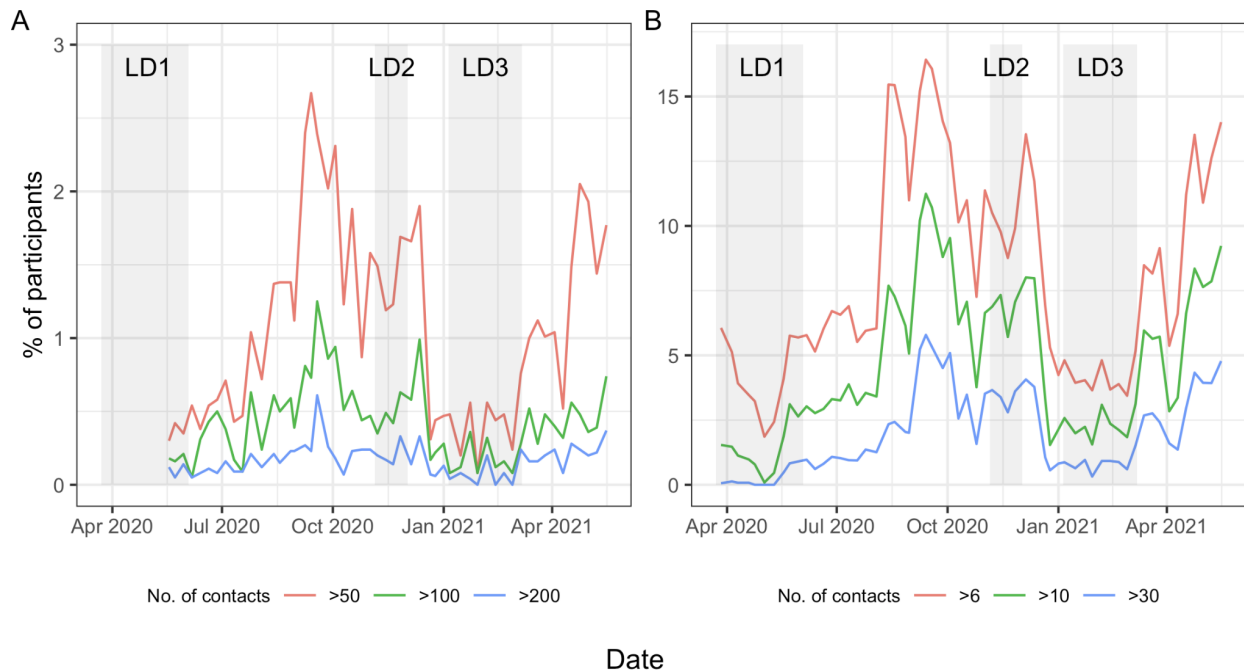 A
B
% of participants
3
2
1
0
LD1
LD2
LD3
Apr 2020
Jul 2020
Oct 2020
Jan 2021
Apr 2021
15
10
5
0
LD1
LD2
LD3
Apr 2020
Jul 2020
Oct 2020
Jan 2021
Apr 2021
No. of contacts >50 >100 >200
No. of contacts >6 >10 >30
Date